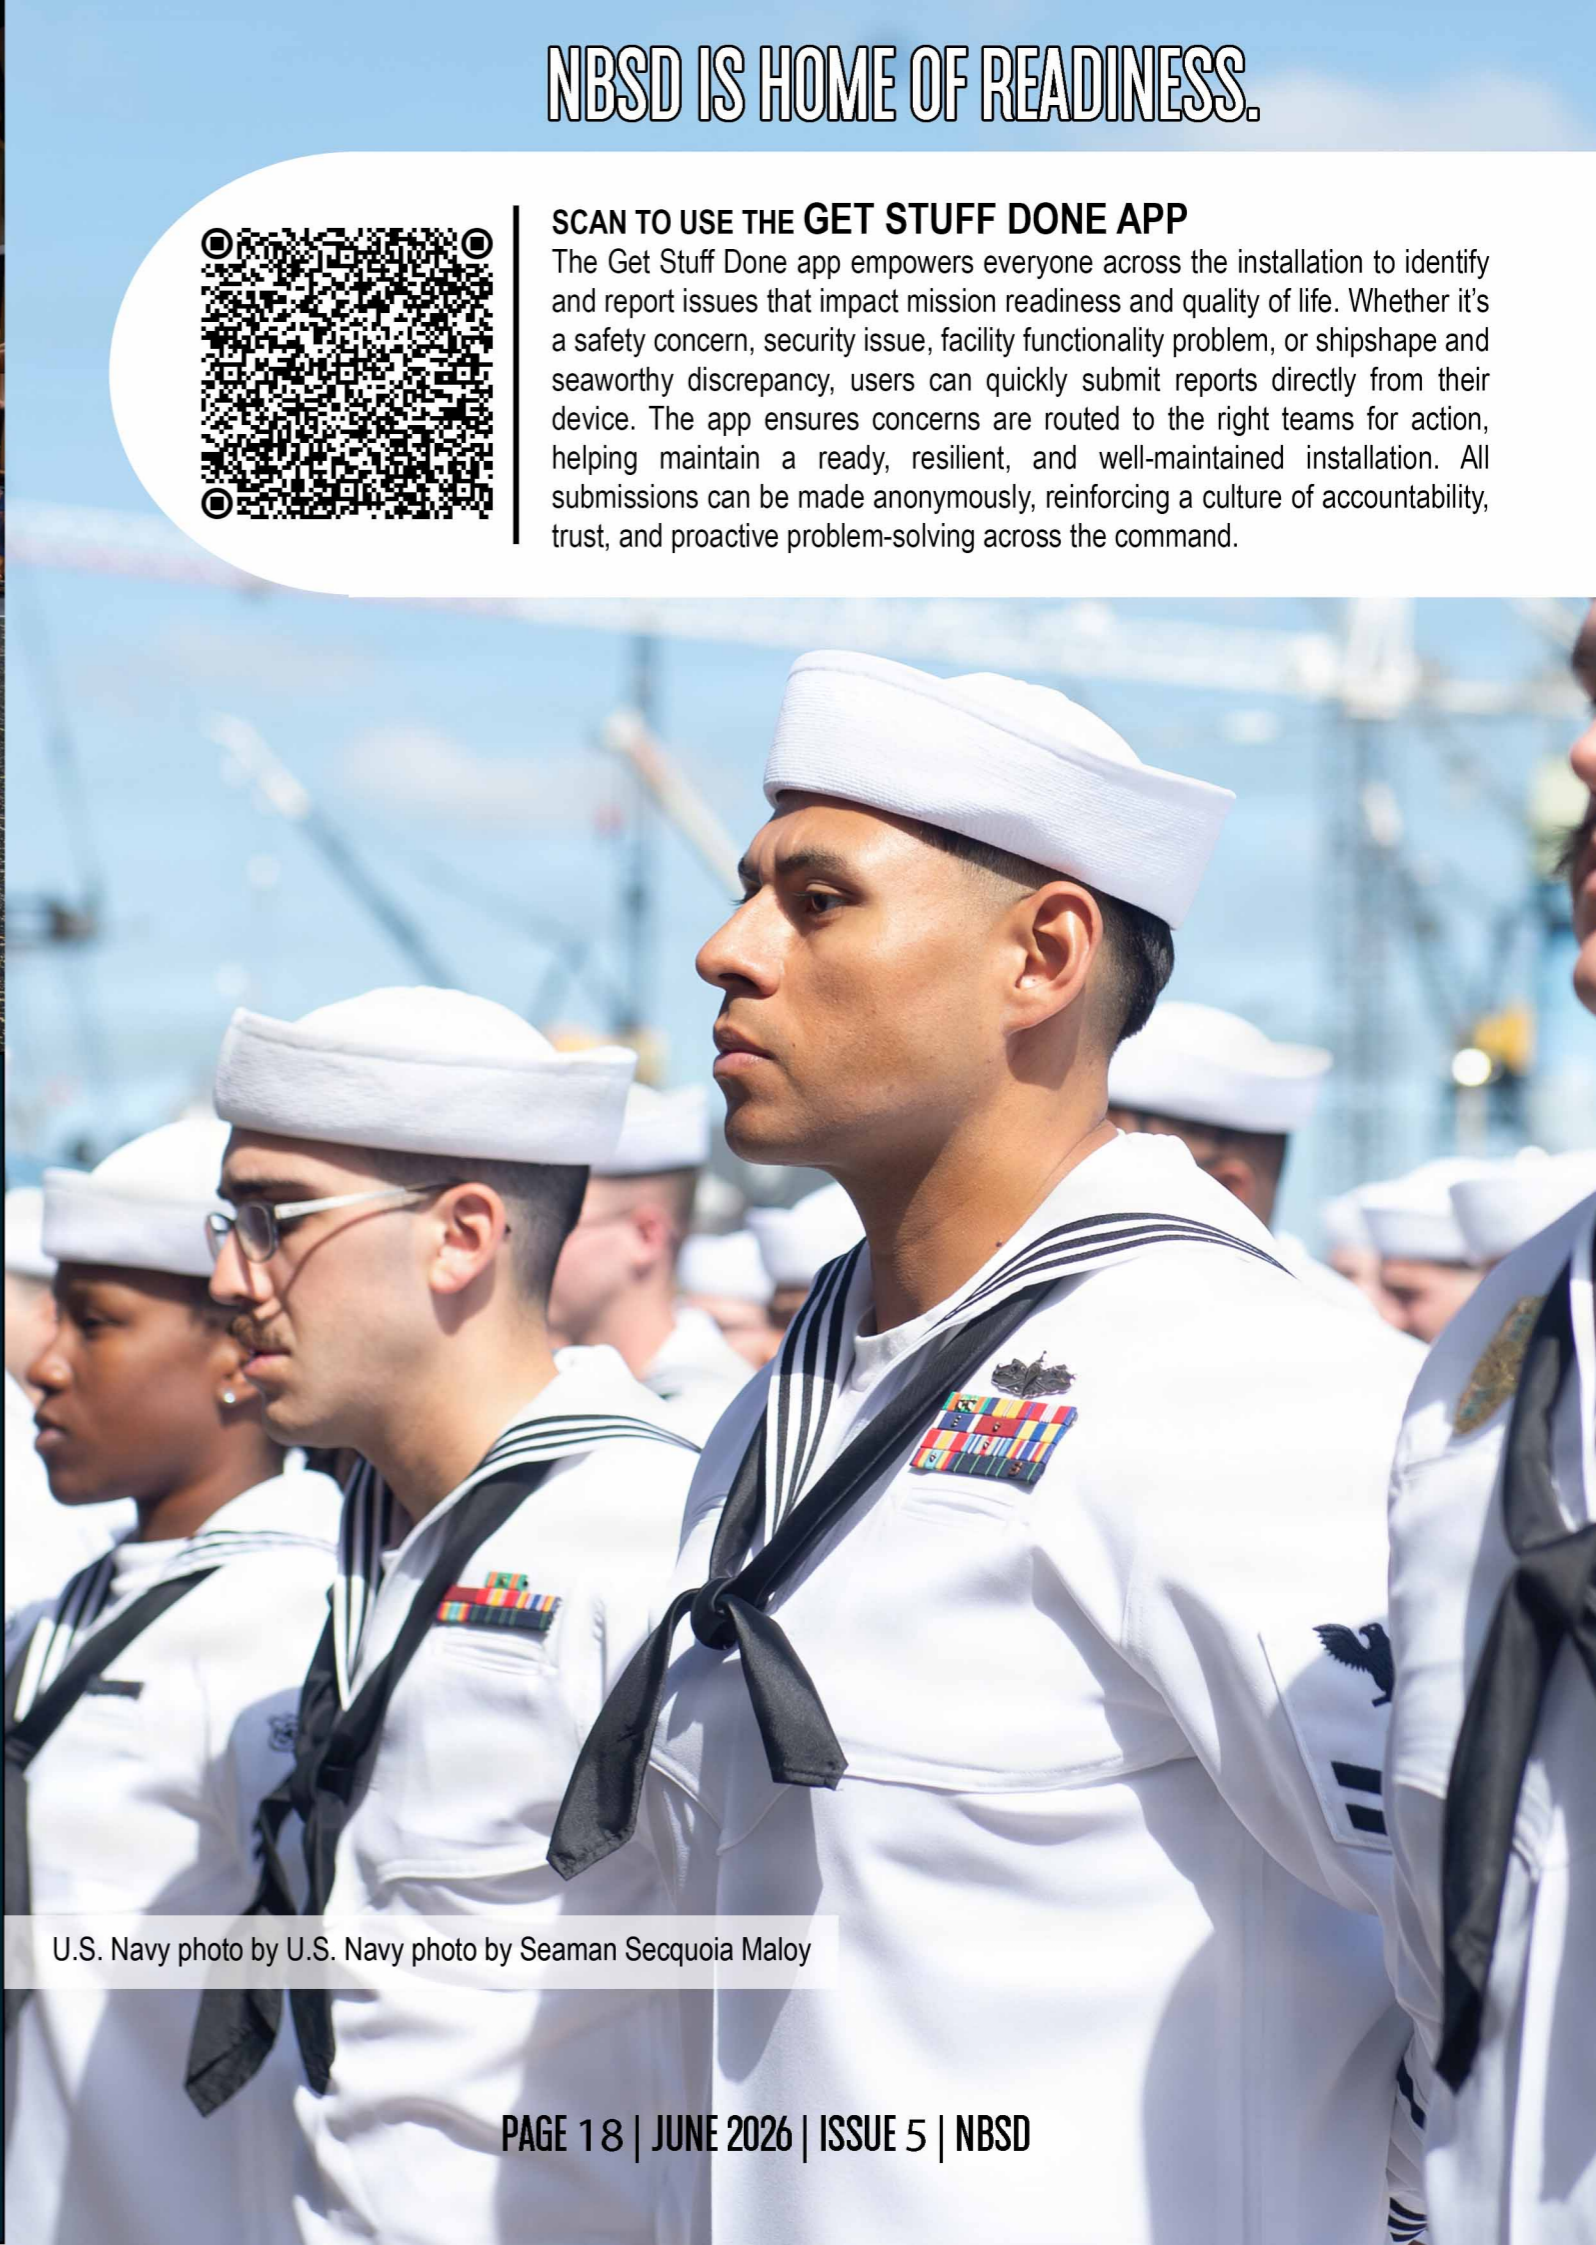 NBSD IS HOME OF READINESS.
SCAN TO USE THE GET STUFF DONE APP
The Get Stuff Done app empowers everyone across the installation to identify
and report issues that impact mission readiness and quality of life. Whether it’s
a safety concern, security issue, facility functionality problem, or shipshape and
seaworthy discrepancy, users can quickly submit reports directly from their
device. The app ensures concerns are routed to the right teams for action,
helping maintain a ready, resilient, and well-maintained installation. All
submissions can be made anonymously, reinforcing a culture of accountability,
trust, and proactive problem-solving across the command.
U.S. Navy photo by U.S. Navy photo by Seaman Secquoia Maloy
PAGE 18 | JUNE 2026 | ISSUE 5 | NBSD